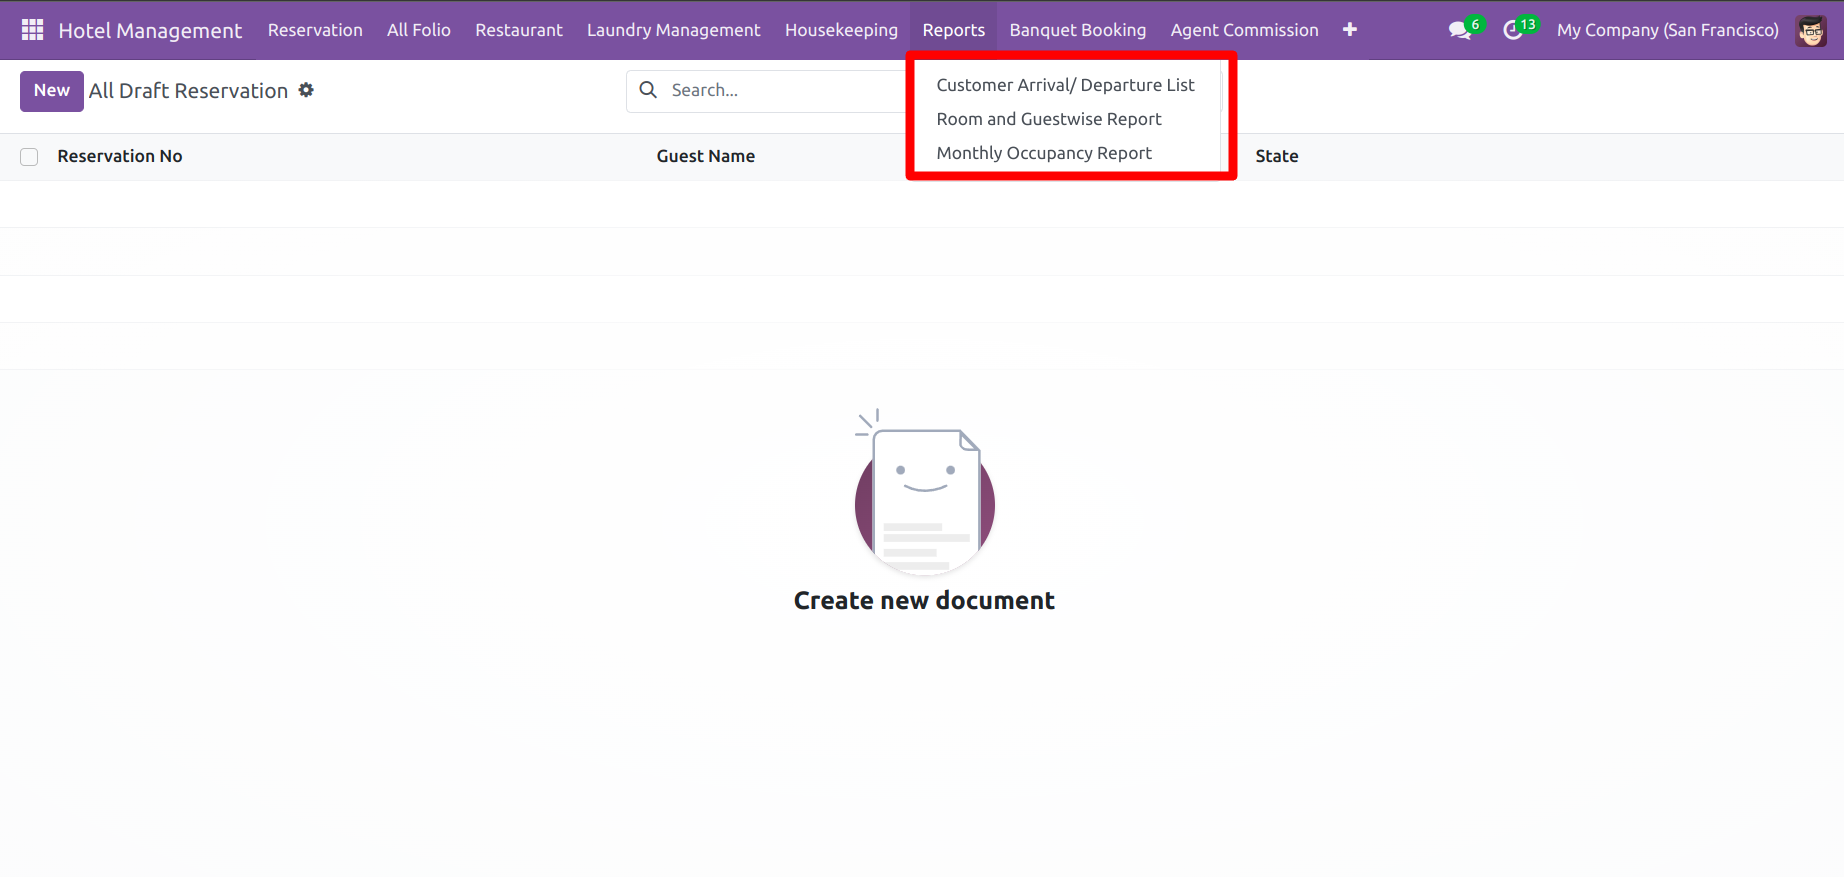 Hotel Management Reservation All Folio Restaurant Laundry Management Housekeeping Reports Banquet Booking Agent Commission 6 13 My Company (San Francisco)
New All Draft Reservation Search...
Customer Arrival/ Departure List
Room and Guestwise Report
Monthly Occupancy Report
Reservation No Guest Name State
Create new document